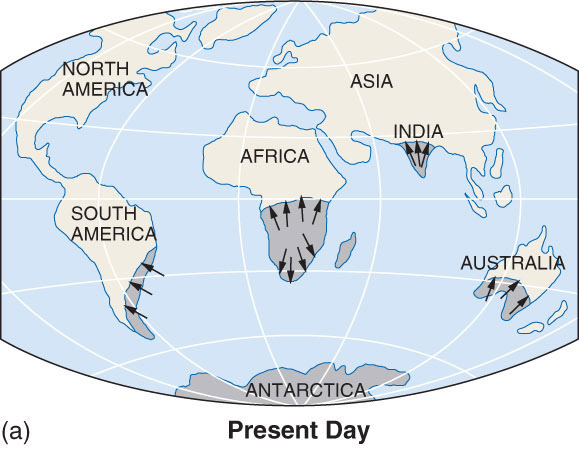 NORTH
AMERICA
ASIA
INDIA
AFRICA
SOUTH
AMERICA
AUSTRALIA
ANTARCTICA
(a)
Present Day